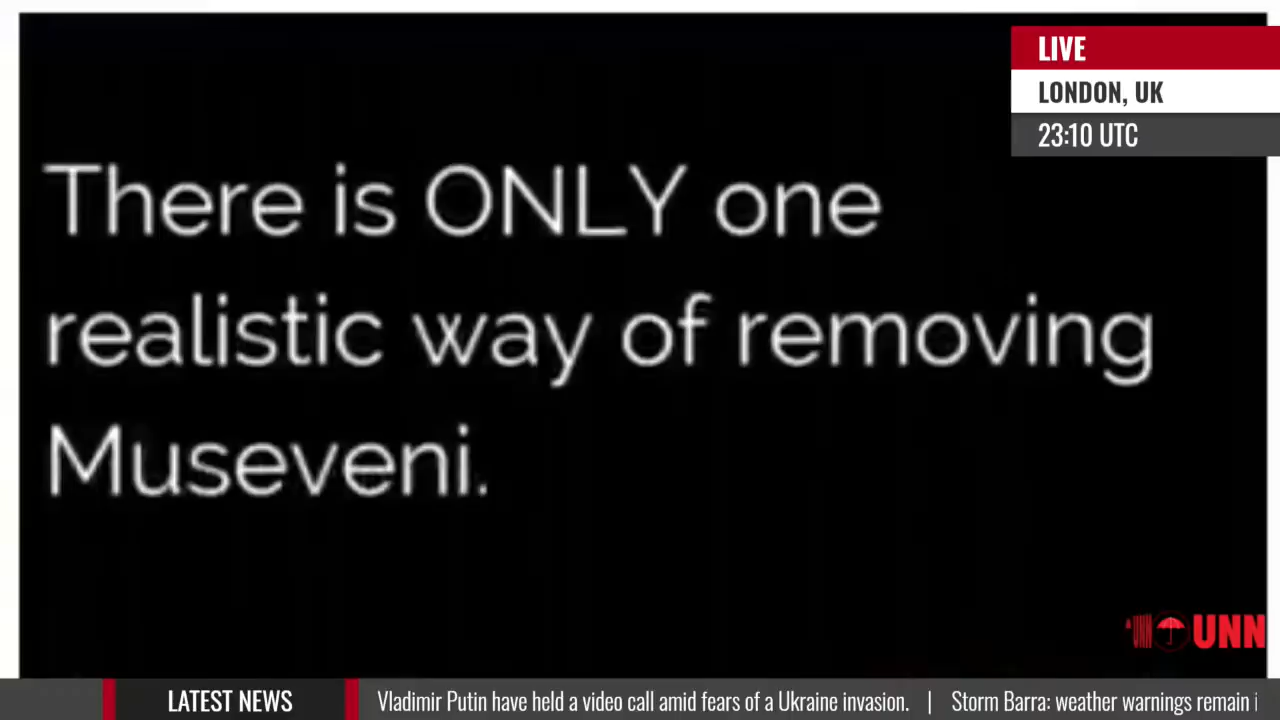 LIVE
LONDON, UK
23:10 UTC
There is ONLY one
realistic way of removing
Museveni.
UNN
LATEST NEWS
Vladimir Putin have held a video call amid fears of a Ukraine invasion. | Storm Barra: weather warnings remain